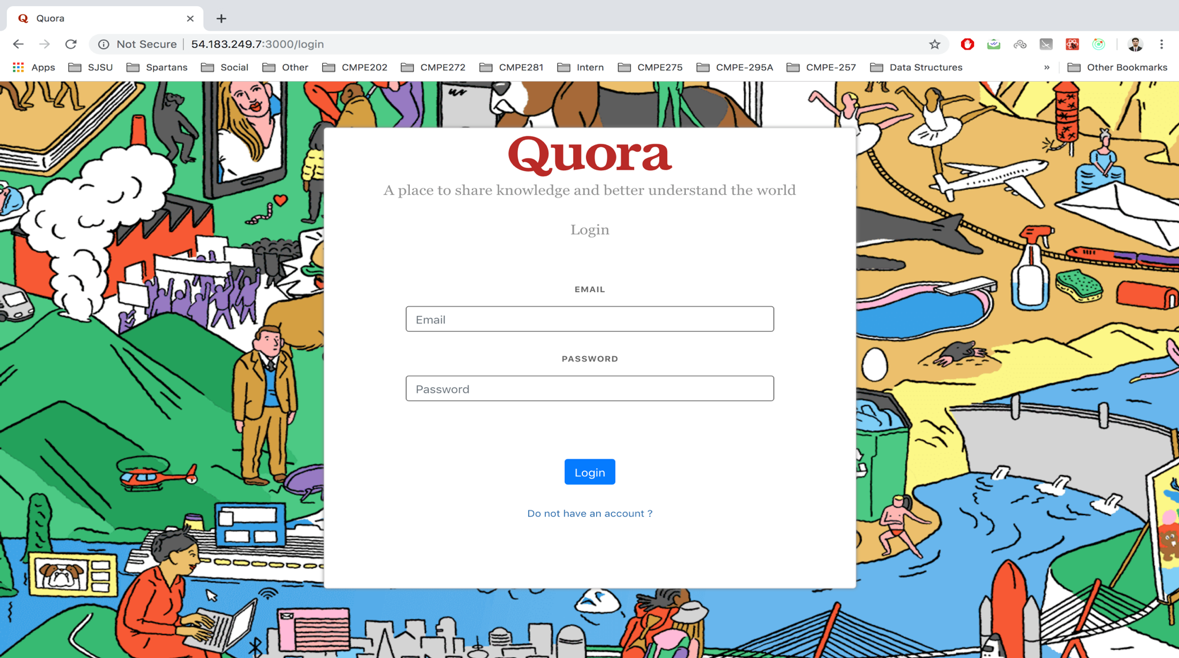 Quora
Not Secure | 54.183.249.7:3000/login
Apps SJSU Spartans Social Other CMPE202 CMPE272 CMPE281 Intern CMPE275 CMPE-295A CMPE-257 Data Structures » Other Bookmarks
Quora
A place to share knowledge and better understand the world
Login
EMAIL
Email
PASSWORD
Password
Login
Do not have an account ?